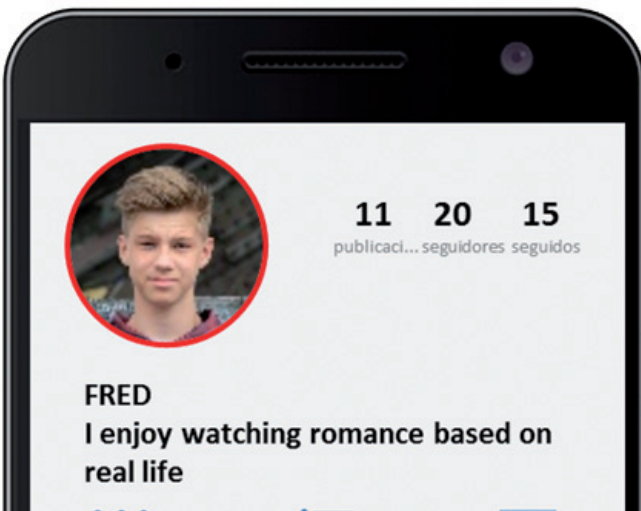 11 20 15
publicaci... seguidores seguidos
FRED
I enjoy watching romance based on
real life